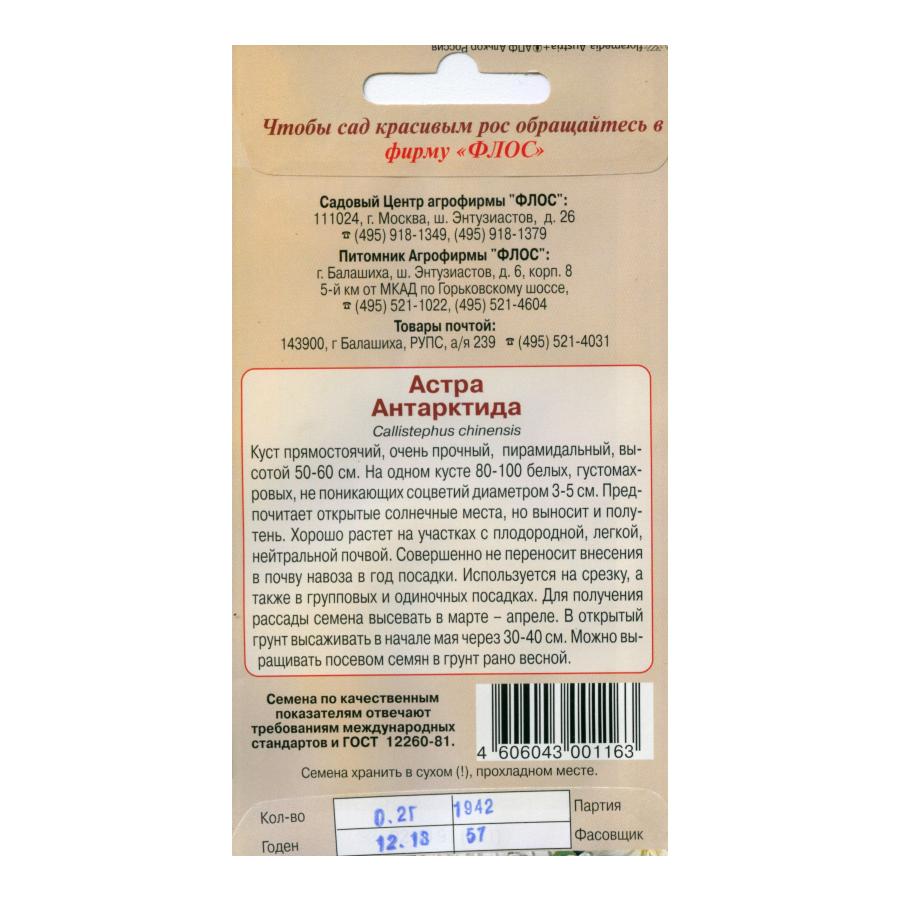 floramedia Austria+АПФ Алькор Россия
Чтобы сад красивым рос обращайтесь в
фирму «ФЛОС»
Садовый Центр агрофирмы "ФЛОС":
111024, г. Москва, ш. Энтузиастов, д. 26
☎ (495) 918-1349, (495) 918-1379
Питомник Агрофирмы "ФЛОС":
г. Балашиха, ш. Энтузиастов, д. 6, корп. 8
5-й км от МКАД по Горьковскому шоссе,
☎ (495) 521-1022, (495) 521-4604
Товары почтой:
143900, г Балашиха, РУПС, а/я 239 ☎ (495) 521-4031
Астра
Антарктида
Callistephus chinensis
Куст прямостоячий, очень прочный, пирамидальный, вы-
сотой 50-60 см. На одном кусте 80-100 белых, густомах-
ровых, не поникающих соцветий диаметром 3-5 см. Пред-
почитает открытые солнечные места, но выносит и полу-
тень. Хорошо растет на участках с плодородной, легкой,
нейтральной почвой. Совершенно не переносит внесения
в почву навоза в год посадки. Используется на срезку, а
также в групповых и одиночных посадках. Для получения
рассады семена высевать в марте – апреле. В открытый
грунт высаживать в начале мая через 30-40 см. Можно вы-
ращивать посевом семян в грунт рано весной.
Семена по качественным
показателям отвечают
требованиям международных
стандартов и ГОСТ 12260-81.
4 606043 001163
Семена хранить в сухом (!), прохладном месте.
Кол-во 0.2г 1942 Партия
Годен 12.13 57 Фасовщик